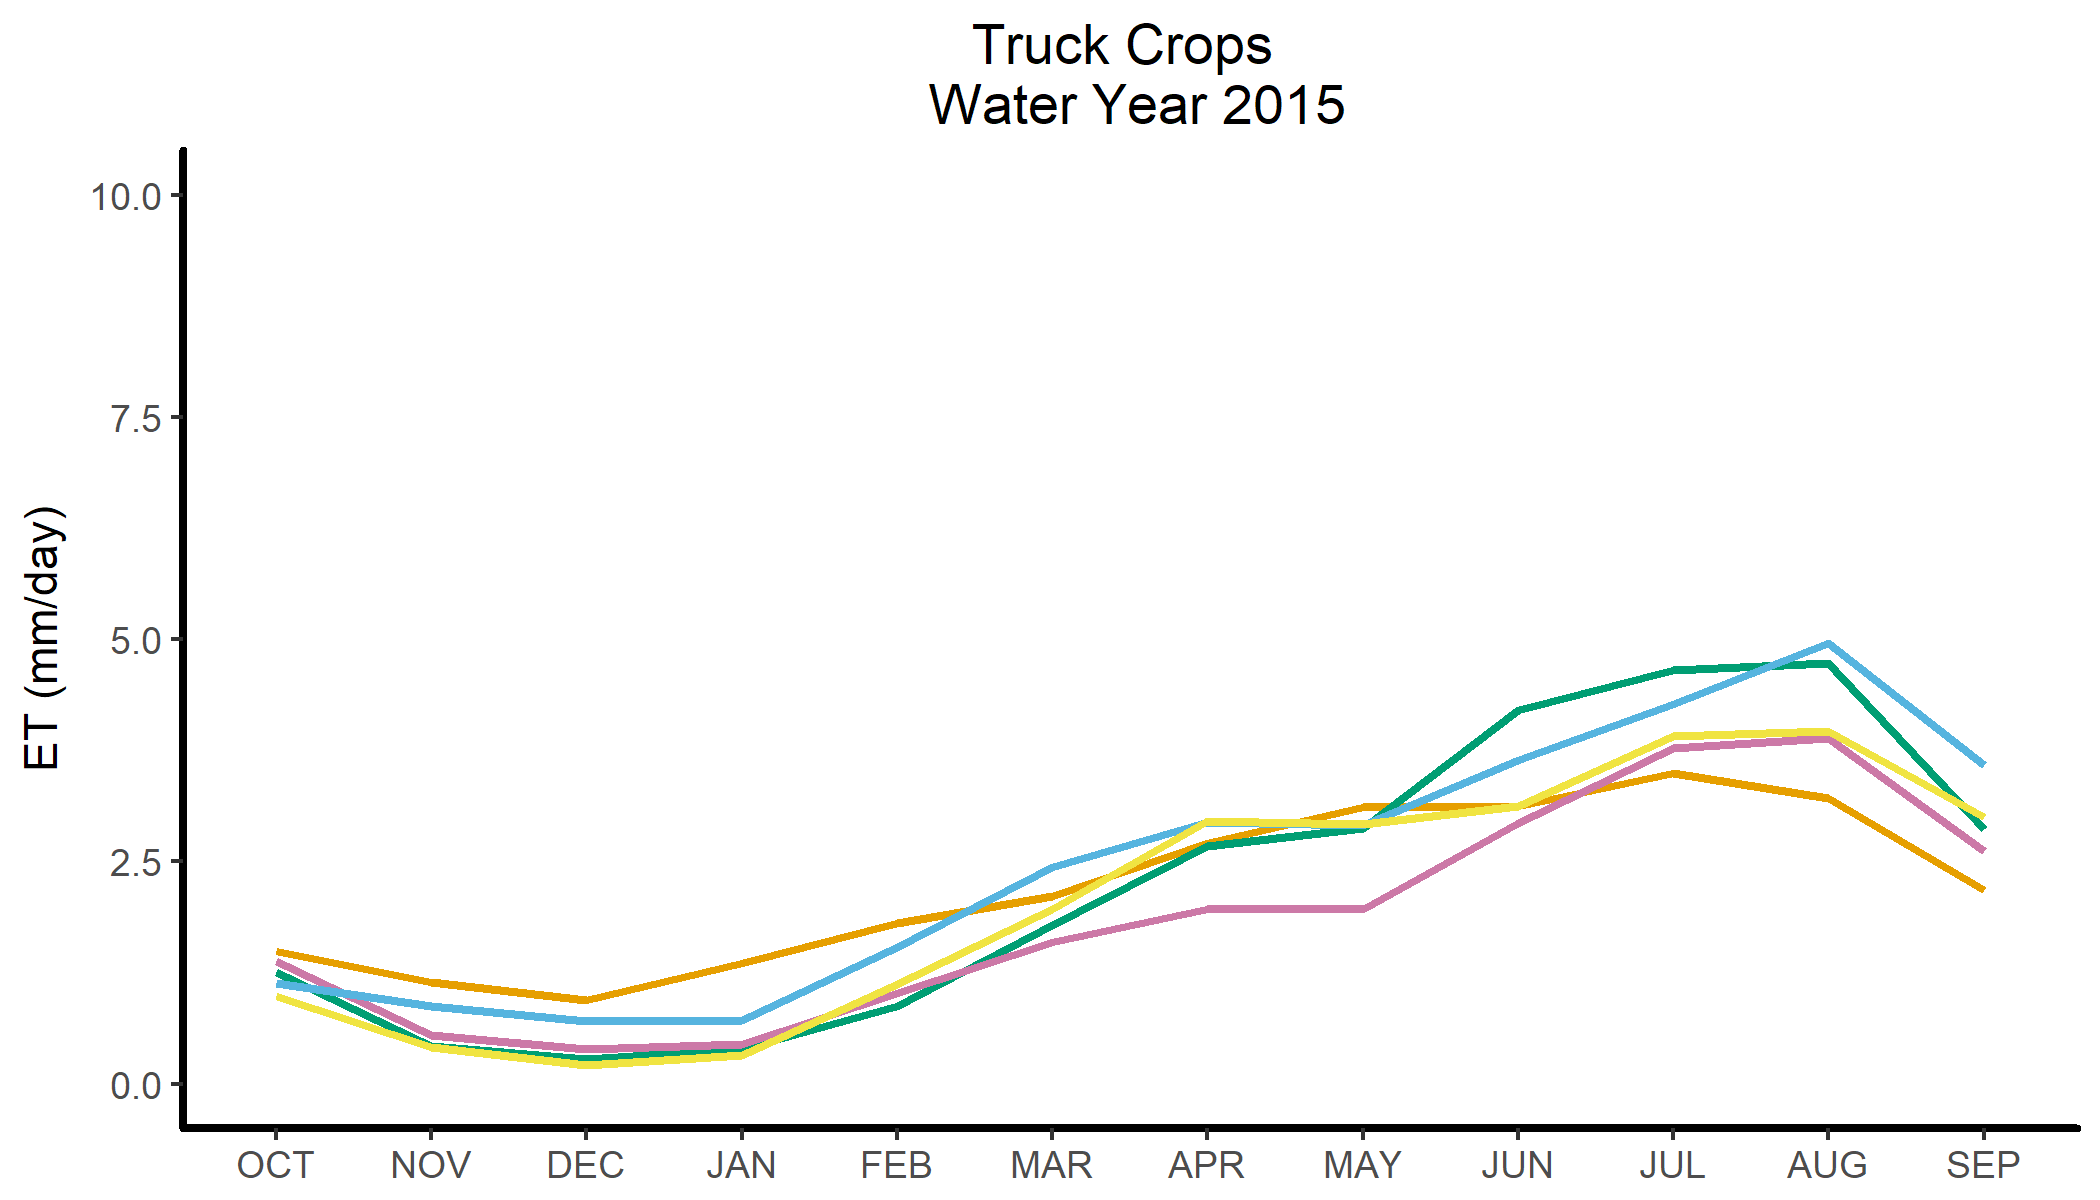 Truck Crops
Water Year 2015
ET (mm/day)
10.0
7.5
5.0
2.5
0.0
OCT NOV DEC JAN FEB MAR APR MAY JUN JUL AUG SEP